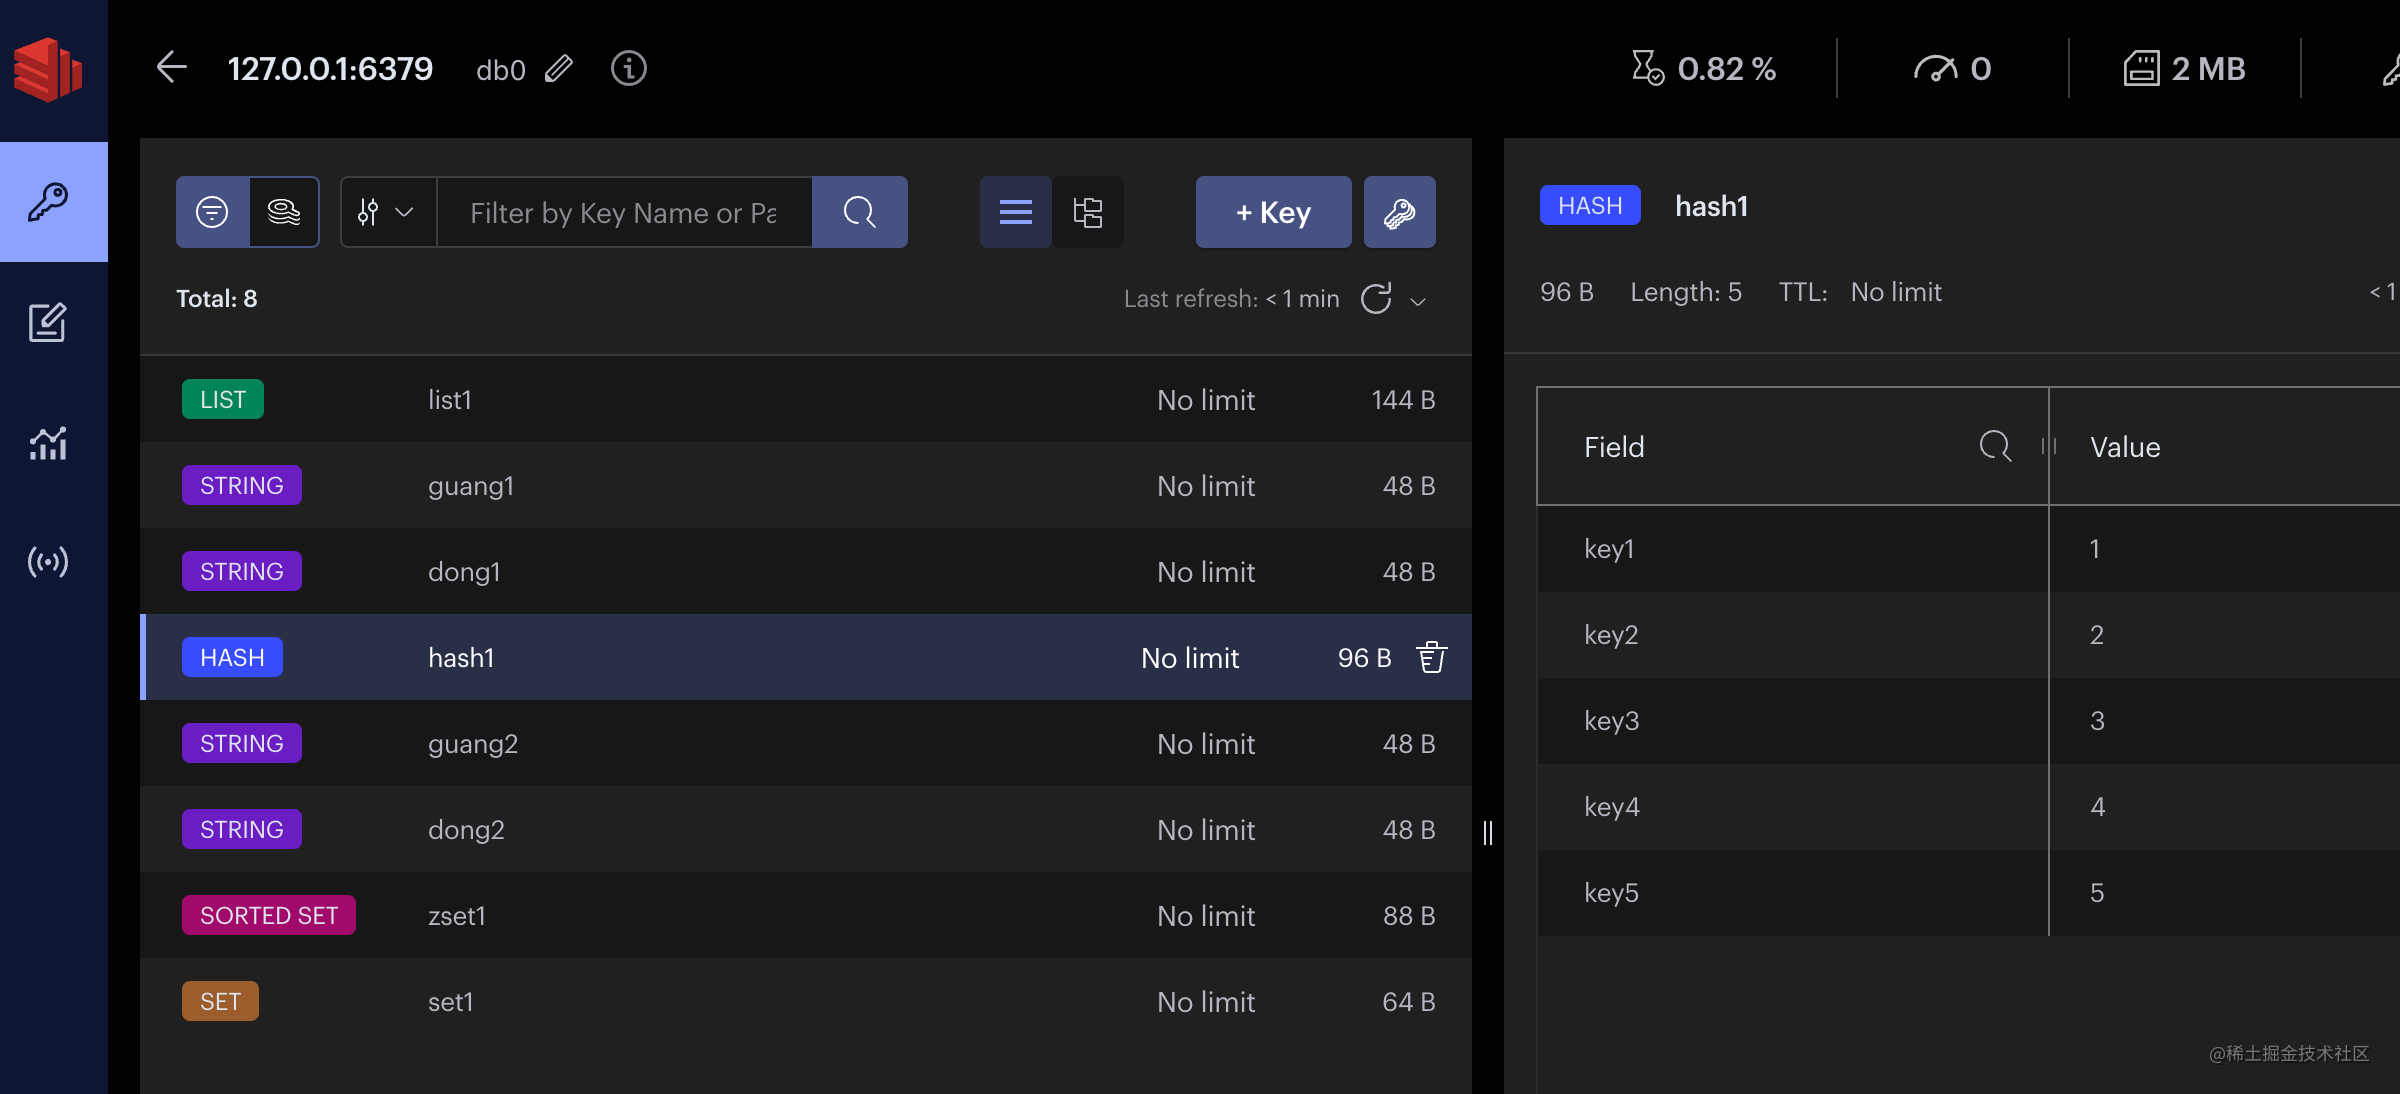 127.0.0.1:6379 db0 0.82 % 0 2 MB
Filter by Key Name or Pa + Key
Total: 8 Last refresh: < 1 min
LIST list1 No limit 144 B
STRING guang1 No limit 48 B
STRING dong1 No limit 48 B
HASH hash1 No limit 96 B
STRING guang2 No limit 48 B
STRING dong2 No limit 48 B
SORTED SET zset1 No limit 88 B
SET set1 No limit 64 B
HASH hash1
96 B Length: 5 TTL: No limit < 1
Field Value
key1 1
key2 2
key3 3
key4 4
key5 5
@稀土掘金技术社区